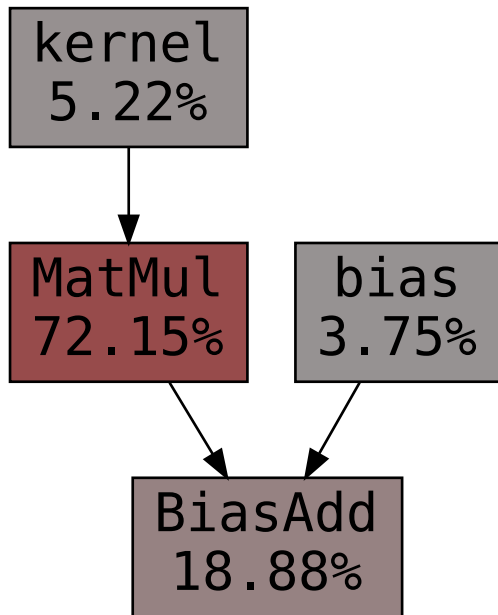 kernel
5.22%
MatMul
72.15%
bias
3.75%
BiasAdd
18.88%